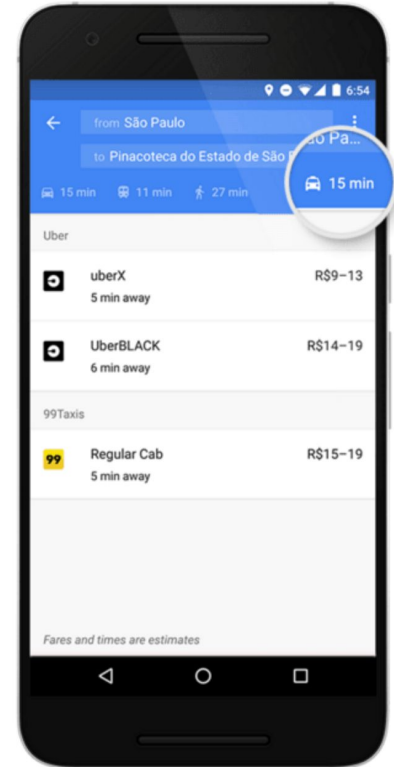 6:54
from São Paulo
to Pinacoteca do Estado de São P
ão Pa...
15 min
11 min
27 min
15 min
Uber
uberX
R$9–13
5 min away
UberBLACK
R$14–19
6 min away
99Taxis
99
Regular Cab
R$15–19
5 min away
Fares and times are estimates